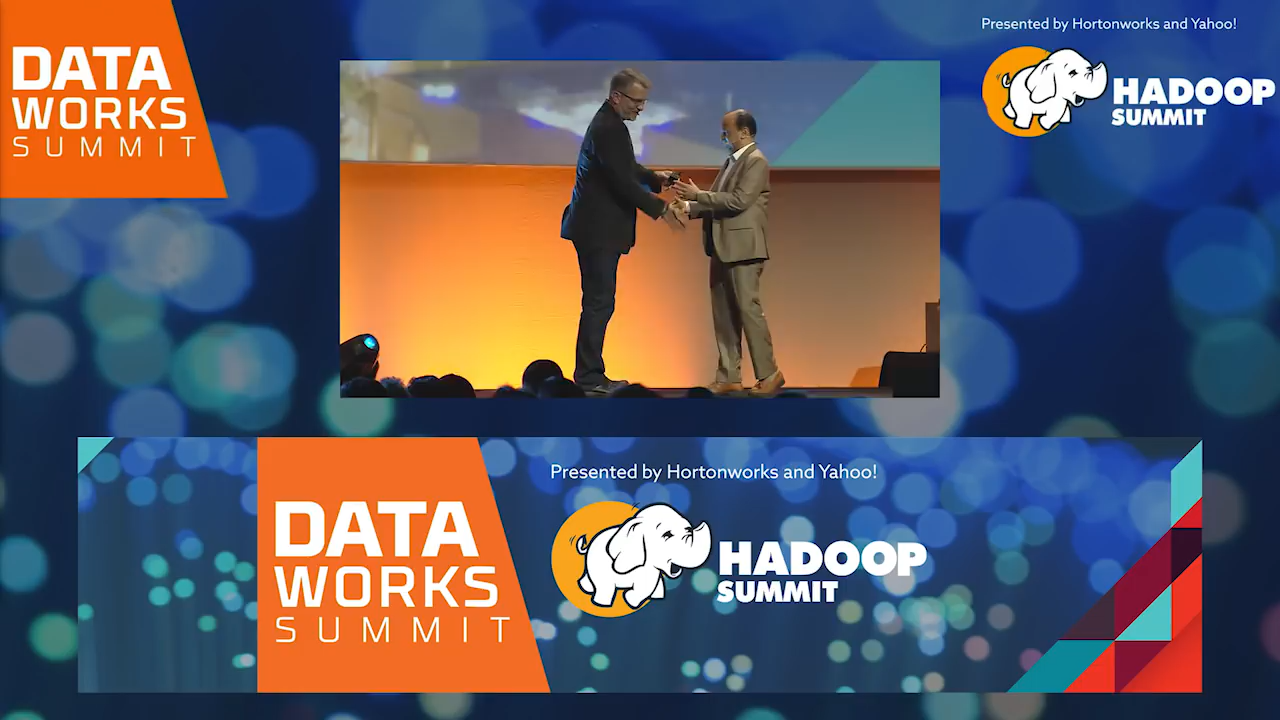 DATA
WORKS
SUMMIT
Presented by Hortonworks and Yahoo!
HADOOP
SUMMIT
Presented by Hortonworks and Yahoo!
DATA
WORKS
SUMMIT
HADOOP
SUMMIT